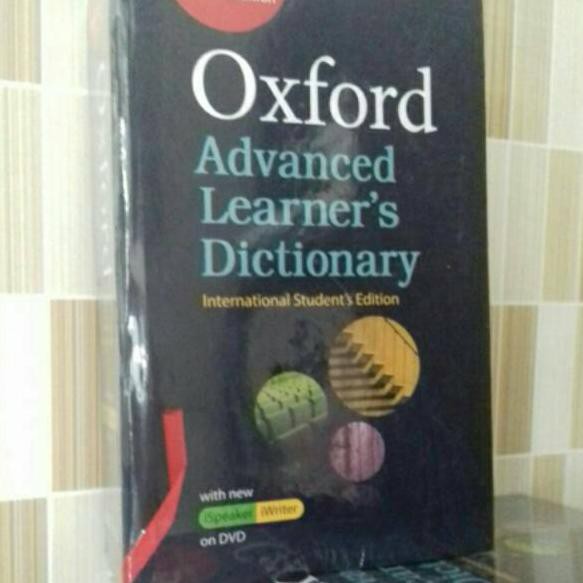 Oxford
Advanced
Learner's
Dictionary
International Student's Edition
with new
iSpeaker iWriter
on DVD